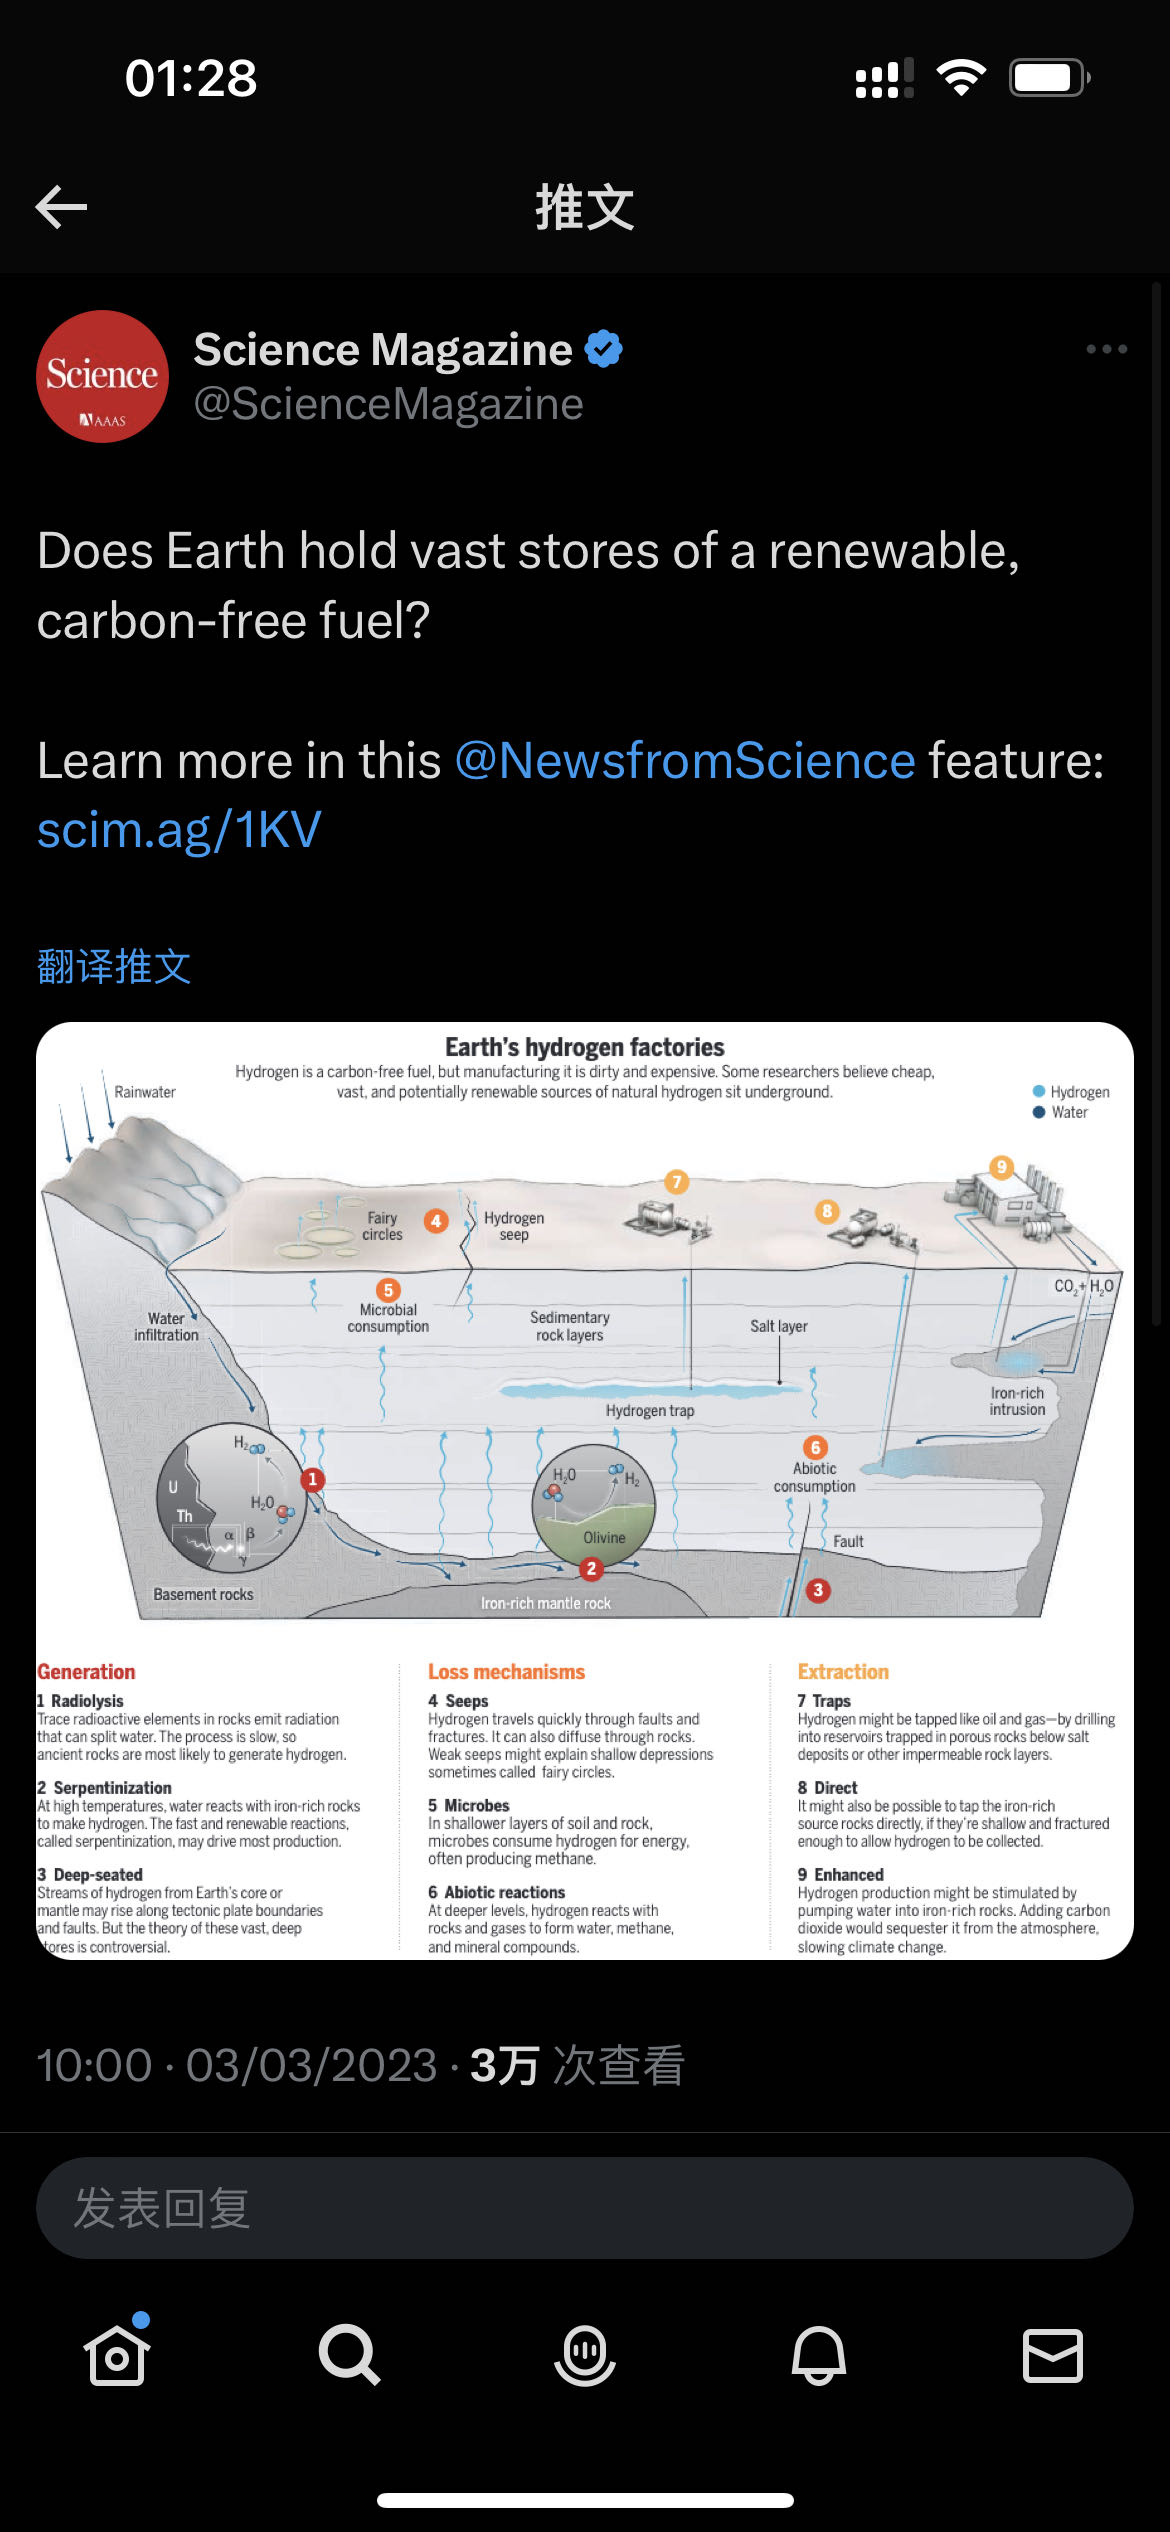 01:28
推文
Science
AAAS
Science Magazine
@ScienceMagazine
Does Earth hold vast stores of a renewable,
carbon-free fuel?
Learn more in this @NewsfromScience feature:
scim.ag/1KV
翻译推文
Earth's hydrogen factories
Hydrogen is a carbon-free fuel, but manufacturing it is dirty and expensive. Some researchers believe cheap,
vast, and potentially renewable sources of natural hydrogen sit underground.
Hydrogen
Water
Rainwater
9
7
8
Fairy
circles
4
Hydrogen
seep
5
Microbial
consumption
CO₂+ H₂O
Water
infiltration
Sedimentary
rock layers
Salt layer
Iron-rich
intrusion
Hydrogen trap
H₂
U
H₂O
Th
α β
γ
1
H₂O
H₂
Olivine
2
6
Abiotic
consumption
Fault
3
Basement rocks
Iron-rich mantle rock
Generation
1 Radiolysis
Trace radioactive elements in rocks emit radiation
that can split water. The process is slow, so
ancient rocks are most likely to generate hydrogen.
2 Serpentinization
At high temperatures, water reacts with iron-rich rocks
to make hydrogen. The fast and renewable reactions,
called serpentinization, may drive most production.
3 Deep-seated
Streams of hydrogen from Earth's core or
mantle may rise along tectonic plate boundaries
and faults. But the theory of these vast, deep
tores is controversial.
Loss mechanisms
4 Seeps
Hydrogen travels quickly through faults and
fractures. It can also diffuse through rocks.
Weak seeps might explain shallow depressions
sometimes called fairy circles.
5 Microbes
In shallower layers of soil and rock,
microbes consume hydrogen for energy,
often producing methane.
6 Abiotic reactions
At deeper levels, hydrogen reacts with
rocks and gases to form water, methane,
and mineral compounds.
Extraction
7 Traps
Hydrogen might be tapped like oil and gas—by drilling
into reservoirs trapped in porous rocks below salt
deposits or other impermeable rock layers.
8 Direct
It might also be possible to tap the iron-rich
source rocks directly, if they're shallow and fractured
enough to allow hydrogen to be collected.
9 Enhanced
Hydrogen production might be stimulated by
pumping water into iron-rich rocks. Adding carbon
dioxide would sequester it from the atmosphere,
slowing climate change.
10:00 · 03/03/2023 · 3万 次查看
发表回复